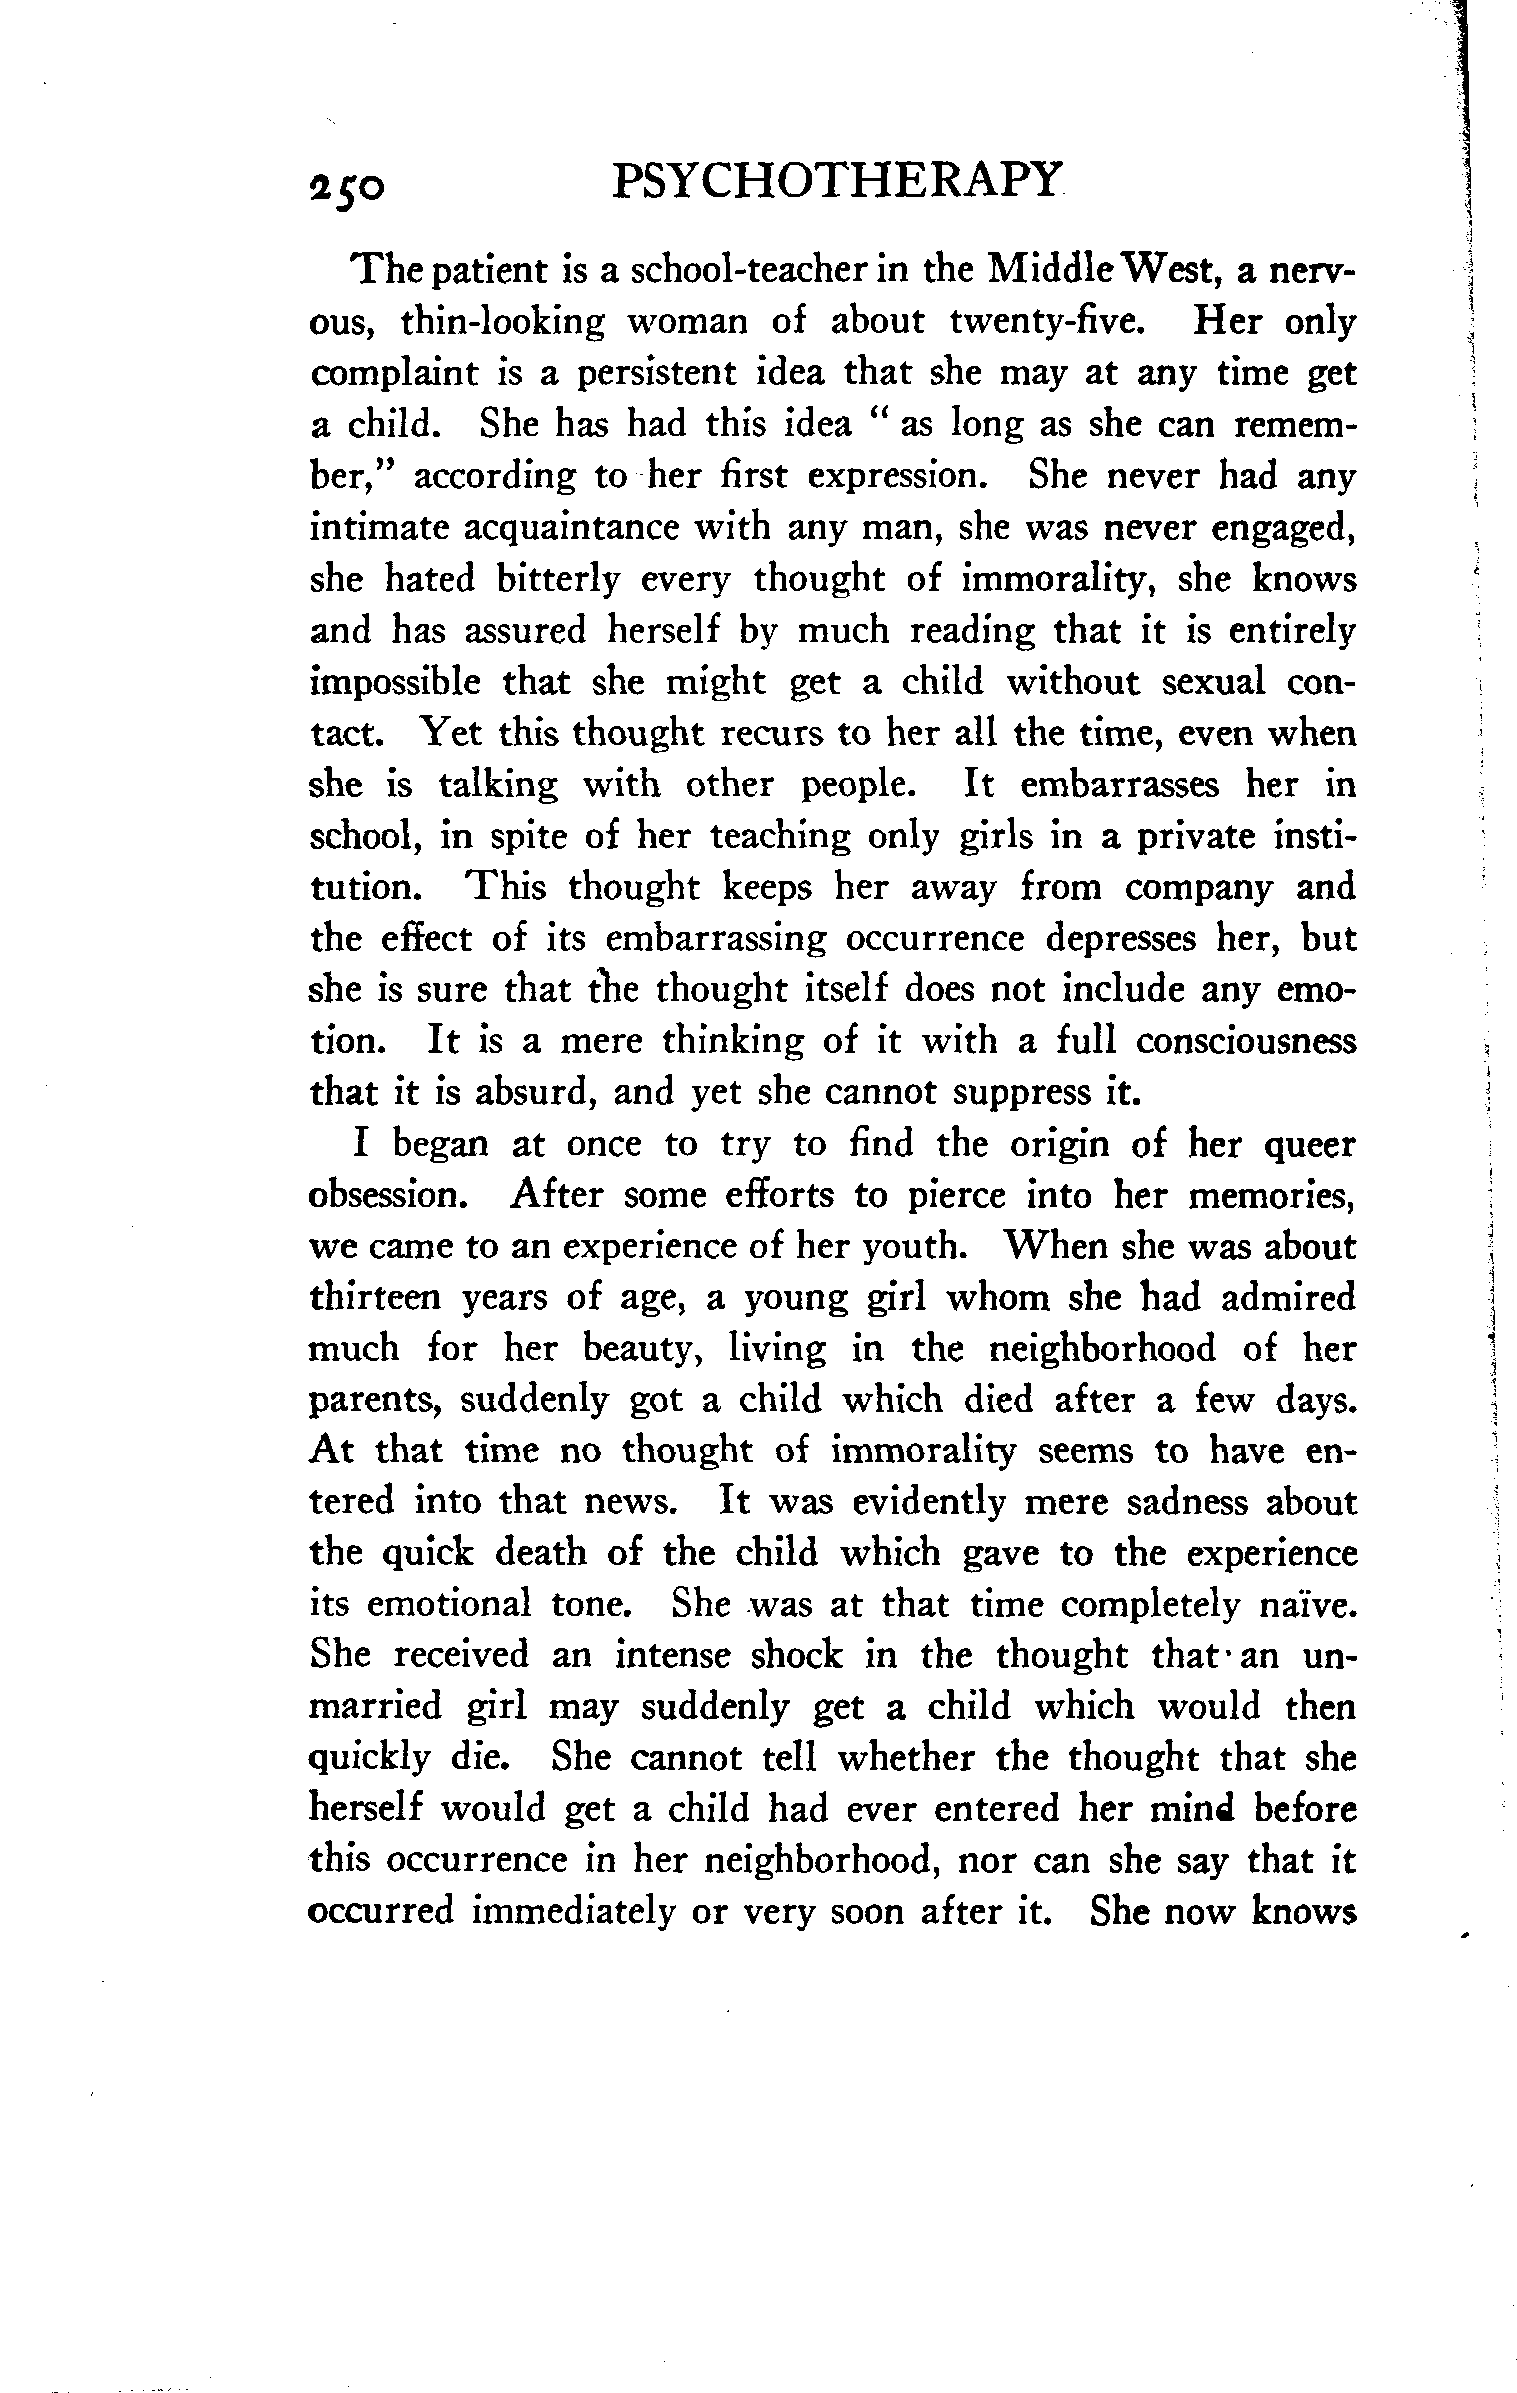 250 PSYCHOTHERAPY
The patient is a school-teacher in the Middle West, a nerv-
ous, thin-looking woman of about twenty-five. Her only
complaint is a persistent idea that she may at any time get
a child. She has had this idea " as long as she can remem-
ber," according to her first expression. She never had any
intimate acquaintance with any man, she was never engaged,
she hated bitterly every thought of immorality, she knows
and has assured herself by much reading that it is entirely
impossible that she might get a child without sexual con-
tact. Yet this thought recurs to her all the time, even when
she is talking with other people. It embarrasses her in
school, in spite of her teaching only girls in a private insti-
tution. This thought keeps her away from company and
the effect of its embarrassing occurrence depresses her, but
she is sure that the thought itself does not include any emo-
tion. It is a mere thinking of it with a full consciousness
that it is absurd, and yet she cannot suppress it.
I began at once to try to find the origin of her queer
obsession. After some efforts to pierce into her memories,
we came to an experience of her youth. When she was about
thirteen years of age, a young girl whom she had admired
much for her beauty, living in the neighborhood of her
parents, suddenly got a child which died after a few days.
At that time no thought of immorality seems to have en-
tered into that news. It was evidently mere sadness about
the quick death of the child which gave to the experience
its emotional tone. She was at that time completely naïve.
She received an intense shock in the thought that an un-
married girl may suddenly get a child which would then
quickly die. She cannot tell whether the thought that she
herself would get a child had ever entered her mind before
this occurrence in her neighborhood, nor can she say that it
occurred immediately or very soon after it. She now knows